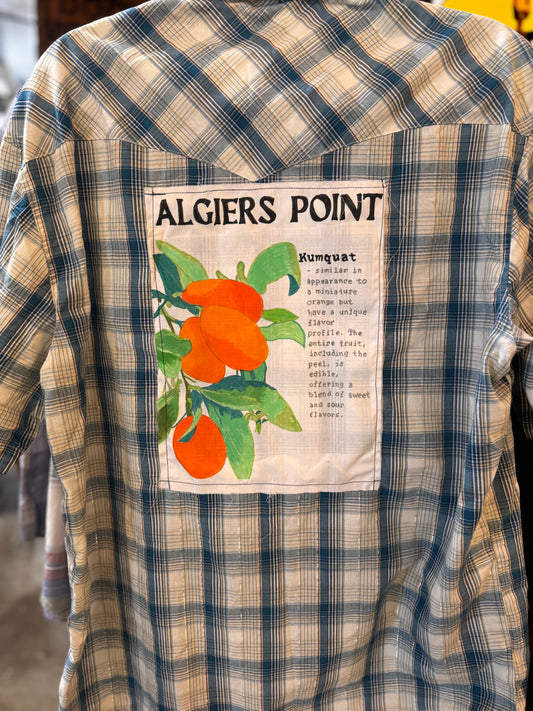 ALGIERS POINT
Kumquat
- similar in
appearance to
a miniature
orange but
have a unique
flavor
profile. The
entire fruit,
including the
peel, is
edible,
offering a
blend of sweet
and sour
flavors.